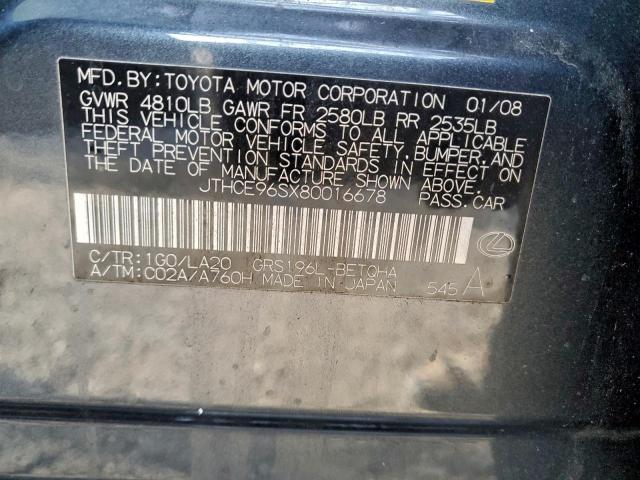 MFD.BY:TOYOTA MOTOR CORPORATION 01/08
GVWR 4810LB GAWR FR 2580LB RR 2535LB
THIS VEHICLE CONFORMS TO ALL APPLICABLE
FEDERAL MOTOR VEHICLE SAFETY,BUMPER,AND
THEFT PREVENTION STANDARDS IN EFFECT ON
THE DATE OF MANUFACTURE SHOWN ABOVE.
JTHCE96SX80016678 PASS.CAR
C/TR:1G0/LA20 GRS196L-BETQHA
A/TM:C02A/A760H MADE IN JAPAN 545 A